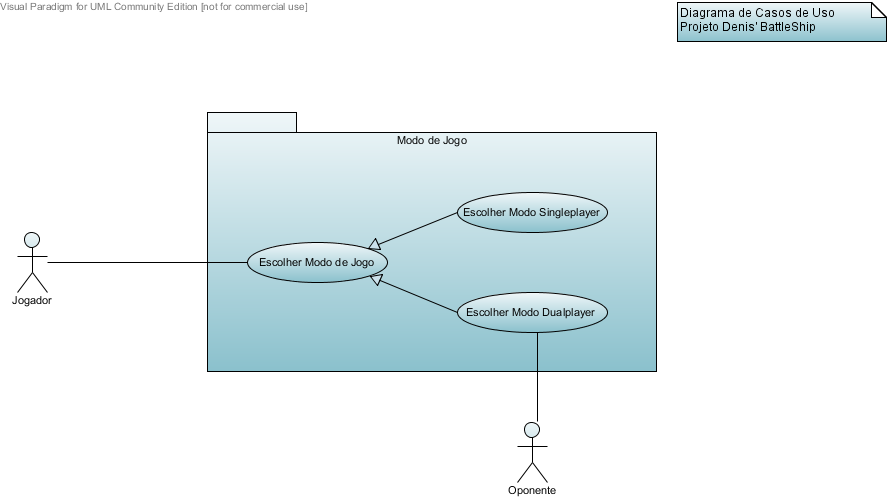 Visual Paradigm for UML Community Edition [not for commercial use]
Diagrama de Casos de Uso
Projeto Denis' BattleShip
Modo de Jogo
Escolher Modo Singleplayer
Escolher Modo de Jogo
Jogador
Escolher Modo Dualplayer
Oponente